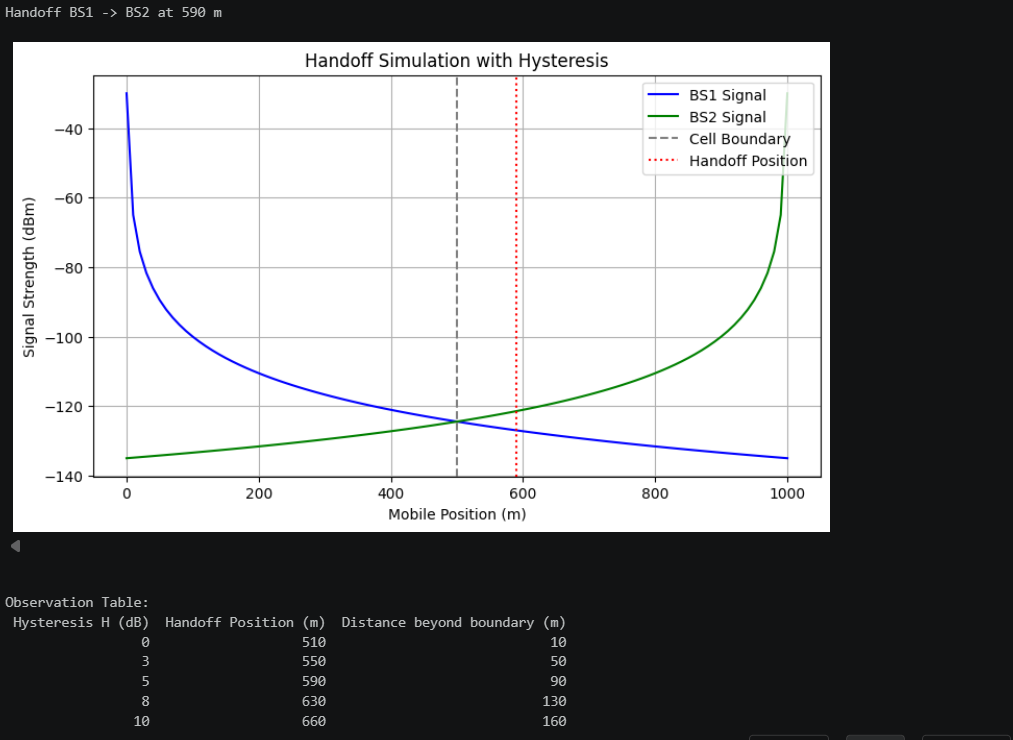 Handoff BS1 -> BS2 at 590 m
Handoff Simulation with Hysteresis
BS1 Signal
BS2 Signal
Cell Boundary
Handoff Position
Signal Strength (dBm)
−40
−60
−80
−100
−120
−140
0 200 400 600 800 1000
Mobile Position (m)
Observation Table:
Hysteresis H (dB) Handoff Position (m) Distance beyond boundary (m)
0 510 10
3 550 50
5 590 90
8 630 130
10 660 160